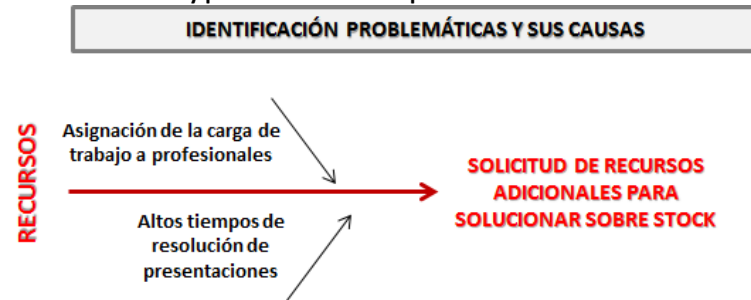 IDENTIFICACIÓN PROBLEMÁTICAS Y SUS CAUSAS
RECURSOS
Asignación de la carga de
trabajo a profesionales
Altos tiempos de
resolución de
presentaciones
SOLICITUD DE RECURSOS
ADICIONALES PARA
SOLUCIONAR SOBRE STOCK